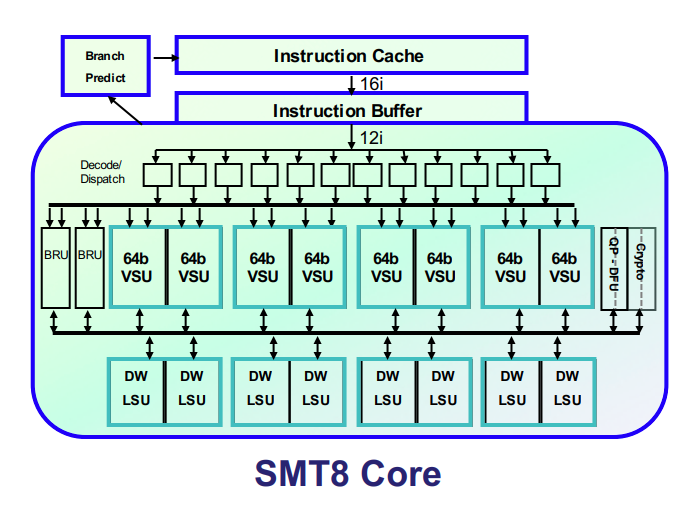 Branch
Predict
Instruction Cache
16i
Instruction Buffer
12i
Decode/
Dispatch
BRU
BRU
64b
VSU
64b
VSU
64b
VSU
64b
VSU
64b
VSU
64b
VSU
64b
VSU
64b
VSU
QP - DFU
Crypto
DW
LSU
DW
LSU
DW
LSU
DW
LSU
DW
LSU
DW
LSU
DW
LSU
DW
LSU
SMT8 Core